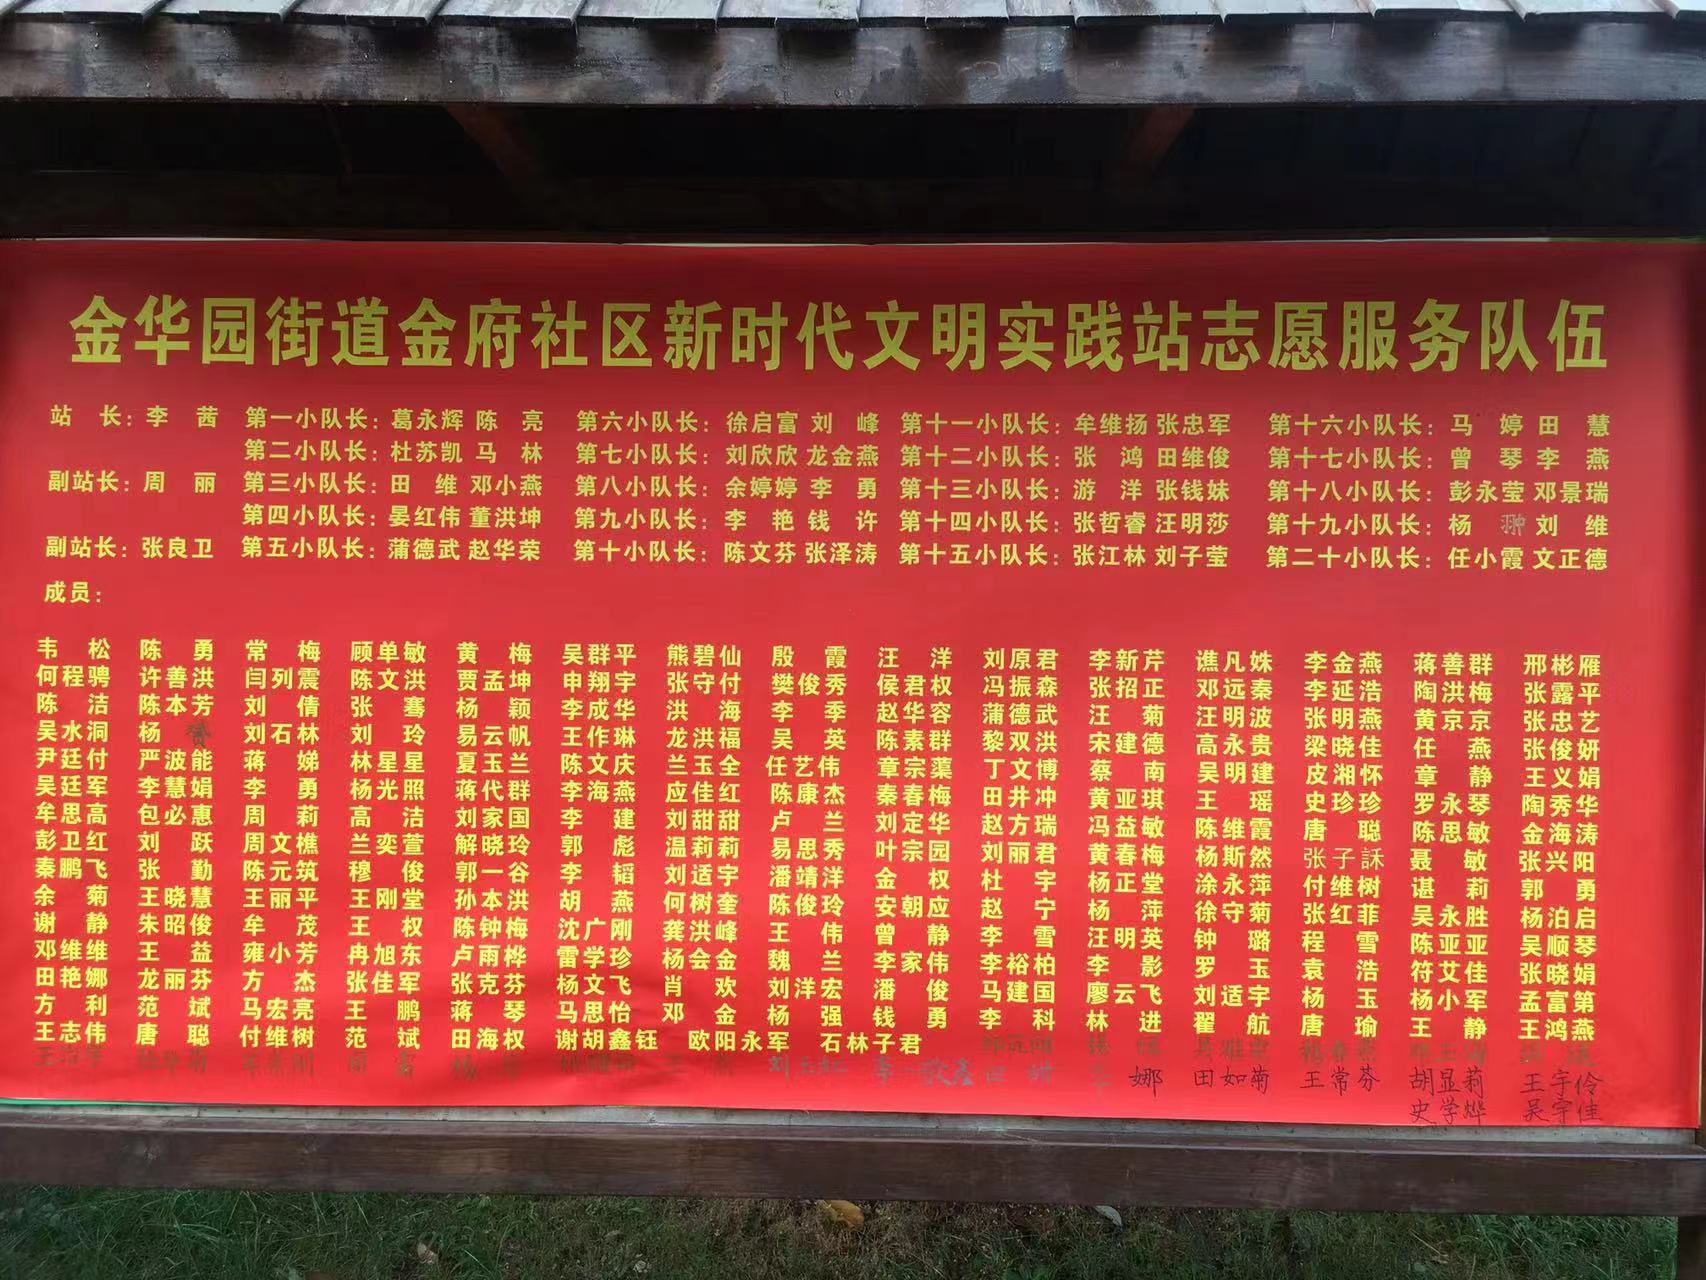 金华园街道金府社区新时代文明实践站志愿服务队伍
站 长：李 茜 第一小队长：葛永辉 陈 亮 第六小队长：徐启富 刘 峰 第十一小队长：牟维扬 张忠军 第十六小队长：马 婷 田 慧
第二小队长：杜苏凯 马 林 第七小队长：刘欣欣 龙金燕 第十二小队长：张 鸿 田维俊 第十七小队长：曾 琴 李 燕
副站长：周 丽 第三小队长：田 维 邓小燕 第八小队长：余婷婷 李 勇 第十三小队长：游 洋 张钱妹 第十八小队长：彭永莹 邓景瑞
第四小队长：晏红伟 董洪坤 第九小队长：李 艳 钱 许 第十四小队长：张哲睿 汪明莎 第十九小队长：杨 翀 刘 维
副站长：张良卫 第五小队长：蒲德武 赵华荣 第十小队长：陈文芬 张泽涛 第十五小队长：张江林 刘子莹 第二十小队长：任小霞 文正德
成员：
韦 松 陈 勇 常 梅 顾单敏 黄 梅 吴群平 熊碧仙 殷 霞 汪 洋 刘原君 李新芹 谯凡姝 李金燕 蒋善群 邢彬雁
何程骋 许善洪 闫列震 陈文洪 贾孟坤 申翔宇 张守付 樊俊秀 侯君权 冯振森 张招正 邓远秦 李延浩 陶洪梅 张露平
陈 洁 陈本芳 刘 倩 张 骞 杨 颖 李成华 洪 海 李 季 赵华容 蒲德武 汪 菊 汪明波 张明燕 黄京京 张忠艺
吴水洞 杨 赟 刘石林 刘 玲 易云帆 王作琳 龙洪福 吴 英 陈素群 黎双洪 宋建德 高永贵 梁晓佳 任 燕 张俊妍
尹廷付 严波能 蒋 娣 林星星 夏玉兰 陈文庆 兰玉全 任艺伟 章宗蕖 丁文博 蔡 南 吴明建 皮湘怀 章 静 王义娟
吴廷军 李慧娟 李 勇 杨光照 蒋代群 李海燕 应佳红 陈康杰 秦春梅 田井冲 黄亚琪 王 瑶 史珍珍 罗永琴 陶秀华
牟思高 包必惠 周 莉 高 洁 刘家国 李 建 刘甜甜 卢 兰 刘定华 赵方瑞 冯益敏 陈维霞 唐 聪 陈思敏 金海涛
彭卫红 刘 跃 周文樵 兰奕萱 解晓玲 郭 彪 温莉莉 易思秀 叶宗园 刘丽君 黄春梅 杨斯然 张子訸 聂 敏 张兴阳
秦鹏飞 张 勤 陈元筑 穆 俊 郭一谷 李 韬 刘适宇 潘靖洋 金 权 杜 宇 杨正堂 涂永萍 付维树 谌 莉 郭 勇
余 菊 王晓慧 王丽平 王刚堂 孙本洪 胡 燕 何树奎 陈俊玲 安朝应 赵 宁 杨 萍 徐守菊 张红菲 吴永胜 杨泊启
谢 静 朱昭俊 牟 茂 王 权 陈钟梅 沈广刚 龚洪峰 王 伟 曾 静 李 雪 汪明英 钟 璐 程 雪 陈亚亚 吴顺琴
邓维维 王 益 雍小芳 冉旭东 卢雨桦 雷学珍 杨会金 魏 兰 李家伟 李裕柏 李 影 罗 玉 袁 浩 符艾佳 张晓娟
田艳娜 龙丽芬 方 杰 张佳军 张克芬 杨文飞 肖 欢 刘洋宏 潘 俊 马建国 廖云飞 刘适宇 杨 玉 杨小军 孟富第
方 利 范 斌 马宏亮 王 鹏 蒋 琴 马思怡 邓 金 杨 强 钱 勇 李 科 林 进 翟 航 唐 瑜 王 静 王鸿燕
王志伟 唐 聪 付维树 范 斌 田海权 谢胡鑫钰 欧阳永军 石林子君
刘玉红
娜 田如菊 王常芬 胡显莉 王宇伶
史学烨 吴宇佳